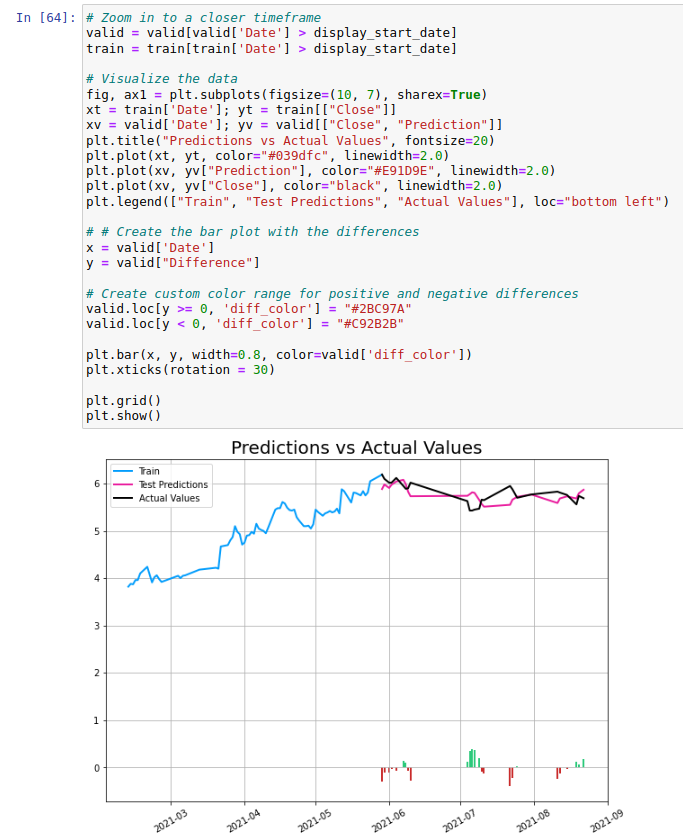 In [64]:
# Zoom in to a closer timeframe
valid = valid[valid['Date'] > display_start_date]
train = train[train['Date'] > display_start_date]
# Visualize the data
fig, ax1 = plt.subplots(figsize=(10, 7), sharex=True)
xt = train['Date']; yt = train[["Close"]]
xv = valid['Date']; yv = valid[["Close", "Prediction"]]
plt.title("Predictions vs Actual Values", fontsize=20)
plt.plot(xt, yt, color="#039dfc", linewidth=2.0)
plt.plot(xv, yv["Prediction"], color="#E91D9E", linewidth=2.0)
plt.plot(xv, yv["Close"], color="black", linewidth=2.0)
plt.legend(["Train", "Test Predictions", "Actual Values"], loc="bottom left")
# # Create the bar plot with the differences
x = valid['Date']
y = valid["Difference"]
# Create custom color range for positive and negative differences
valid.loc[y >= 0, 'diff_color'] = "#2BC97A"
valid.loc[y < 0, 'diff_color'] = "#C92B2B"
plt.bar(x, y, width=0.8, color=valid['diff_color'])
plt.xticks(rotation = 30)
plt.grid()
plt.show()
Predictions vs Actual Values
Train
Test Predictions
Actual Values
6
5
4
3
2
1
0
2021-03
2021-04
2021-05
2021-06
2021-07
2021-08
2021-09